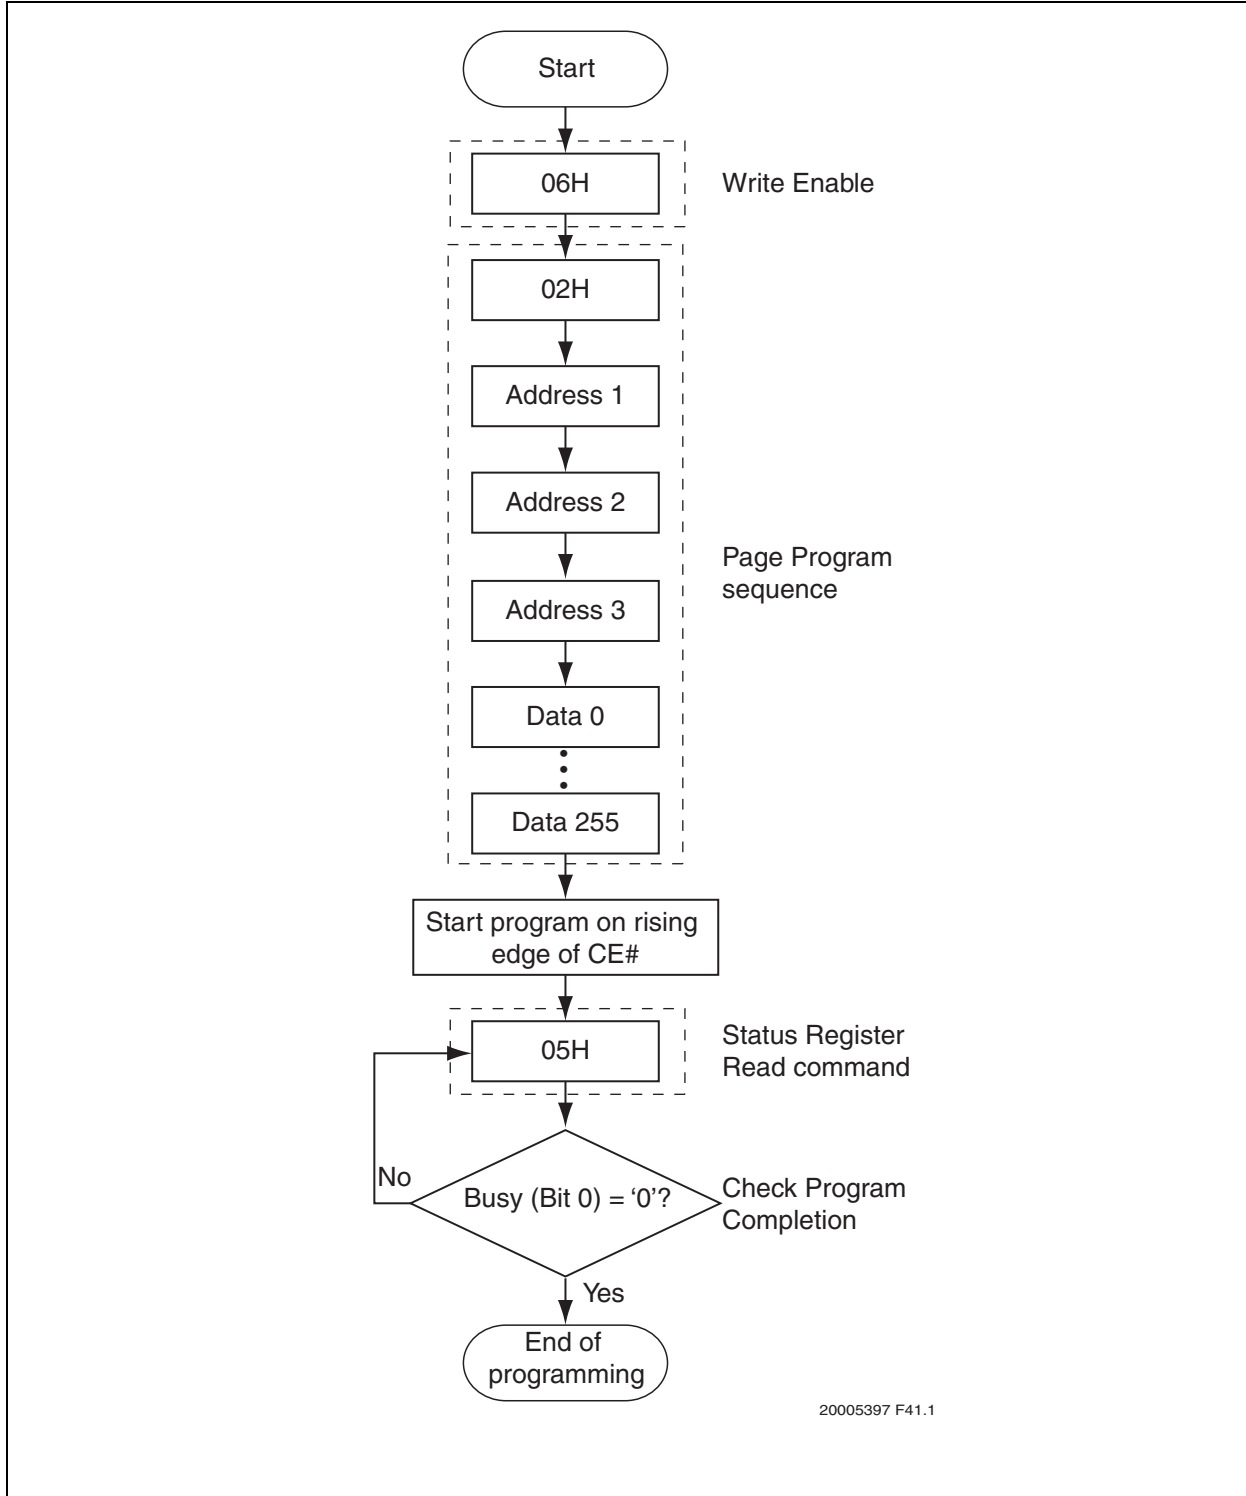 Start
06H
Write Enable
02H
Address 1
Address 2
Address 3
Page Program
sequence
Data 0
Data 255
Start program on rising
edge of CE#
05H
Status Register
Read command
No
Busy (Bit 0) = ‘0’?
Check Program
Completion
Yes
End of
programming
20005397 F41.1